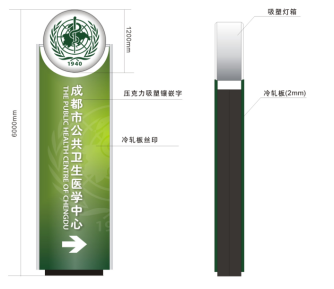 1940
1200mm
6000mm
成都市公共卫生医学中心
THE PUBLIC HEALTH CENTRE OF CHENGDU
压克力吸塑镶嵌字
冷轧板丝印
吸塑灯箱
冷轧板(2mm)